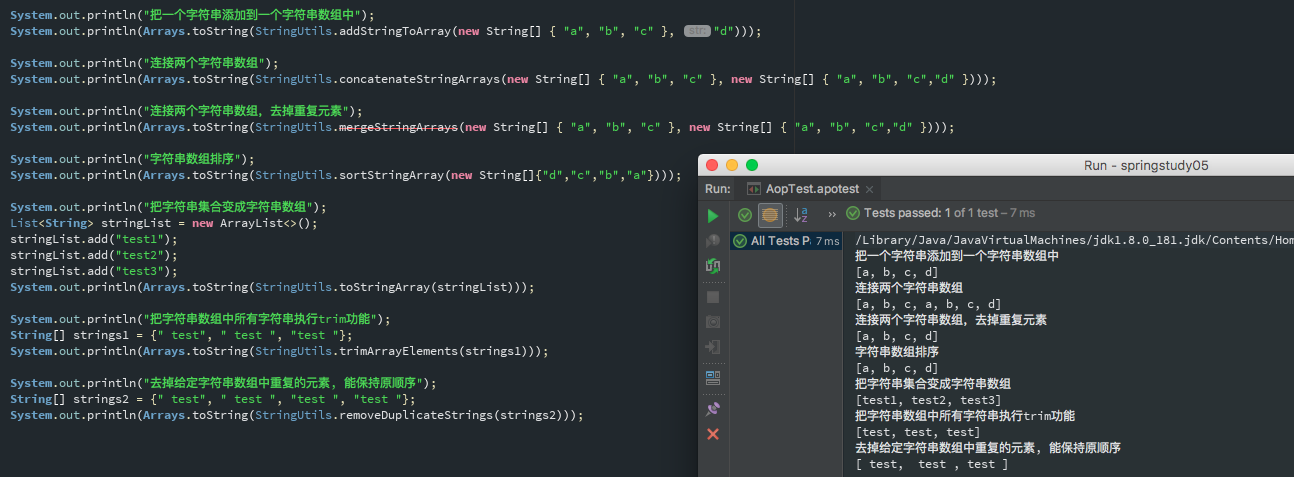 System.out.println("把一个字符串添加到一个字符串数组中");
System.out.println(Arrays.toString(StringUtils.addStringToArray(new String[] { "a", "b", "c" }, str: "d")));
System.out.println("连接两个字符串数组");
System.out.println(Arrays.toString(StringUtils.concatenateStringArrays(new String[] { "a", "b", "c" }, new String[] { "a", "b", "c","d" })));
System.out.println("连接两个字符串数组，去掉重复元素");
System.out.println(Arrays.toString(StringUtils.mergeStringArrays(new String[] { "a", "b", "c" }, new String[] { "a", "b", "c","d" })));
System.out.println("字符串数组排序");
System.out.println(Arrays.toString(StringUtils.sortStringArray(new String[]{"d","c","b","a"})));
System.out.println("把字符串集合变成字符串数组");
List<String> stringList = new ArrayList<>();
stringList.add("test1");
stringList.add("test2");
stringList.add("test3");
System.out.println(Arrays.toString(StringUtils.toStringArray(stringList)));
System.out.println("把字符串数组中所有字符串执行trim功能");
String[] strings1 = {" test", " test ", "test "};
System.out.println(Arrays.toString(StringUtils.trimArrayElements(strings1)));
System.out.println("去掉给定字符串数组中重复的元素，能保持原顺序");
String[] strings2 = {" test", " test ", "test ", "test "};
System.out.println(Arrays.toString(StringUtils.removeDuplicateStrings(strings2)));
Run - springstudy05
Run: AopTest.apotest ×
» Tests passed: 1 of 1 test – 7 ms
All Tests P 7 ms
/Library/Java/JavaVirtualMachines/jdk1.8.0_181.jdk/Contents/Hom
把一个字符串添加到一个字符串数组中
[a, b, c, d]
连接两个字符串数组
[a, b, c, a, b, c, d]
连接两个字符串数组，去掉重复元素
[a, b, c, d]
字符串数组排序
[a, b, c, d]
把字符串集合变成字符串数组
[test1, test2, test3]
把字符串数组中所有字符串执行trim功能
[test, test, test]
去掉给定字符串数组中重复的元素，能保持原顺序
[ test,  test , test ]